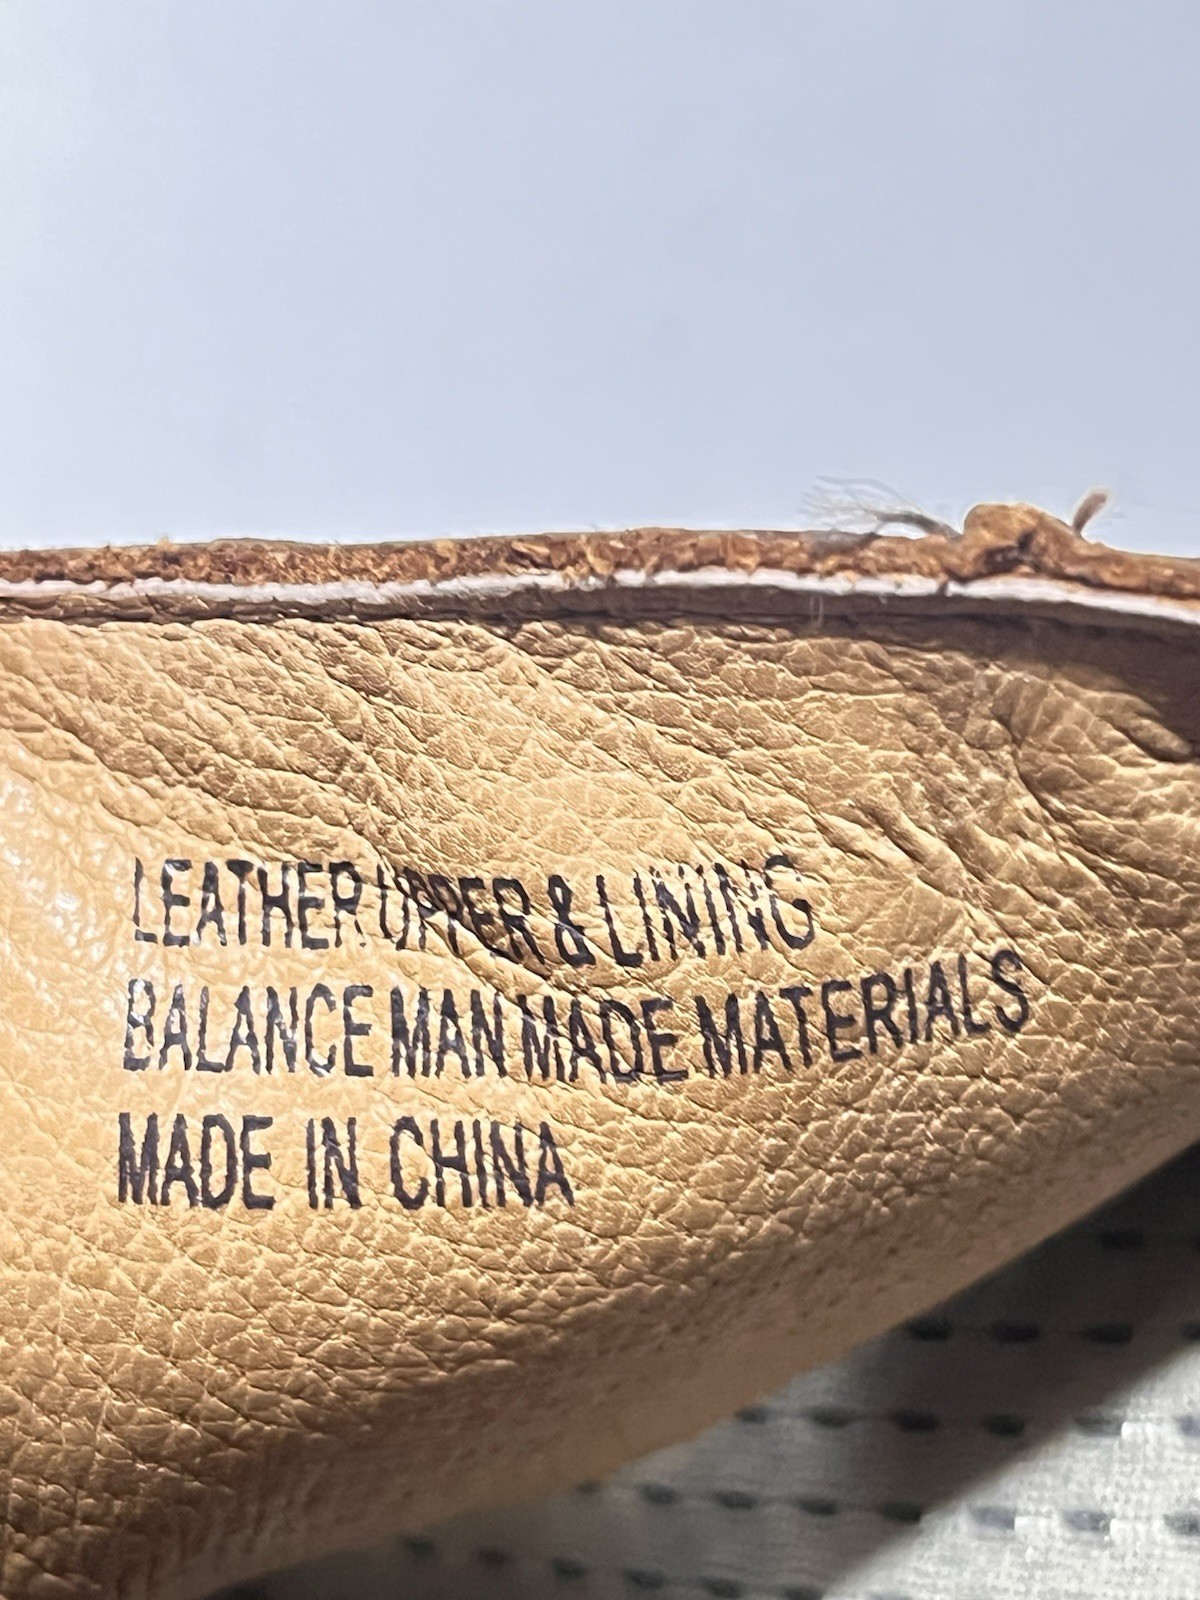 LEATHER UPPER & LINING
BALANCE MAN MADE MATERIALS
MADE IN CHINA